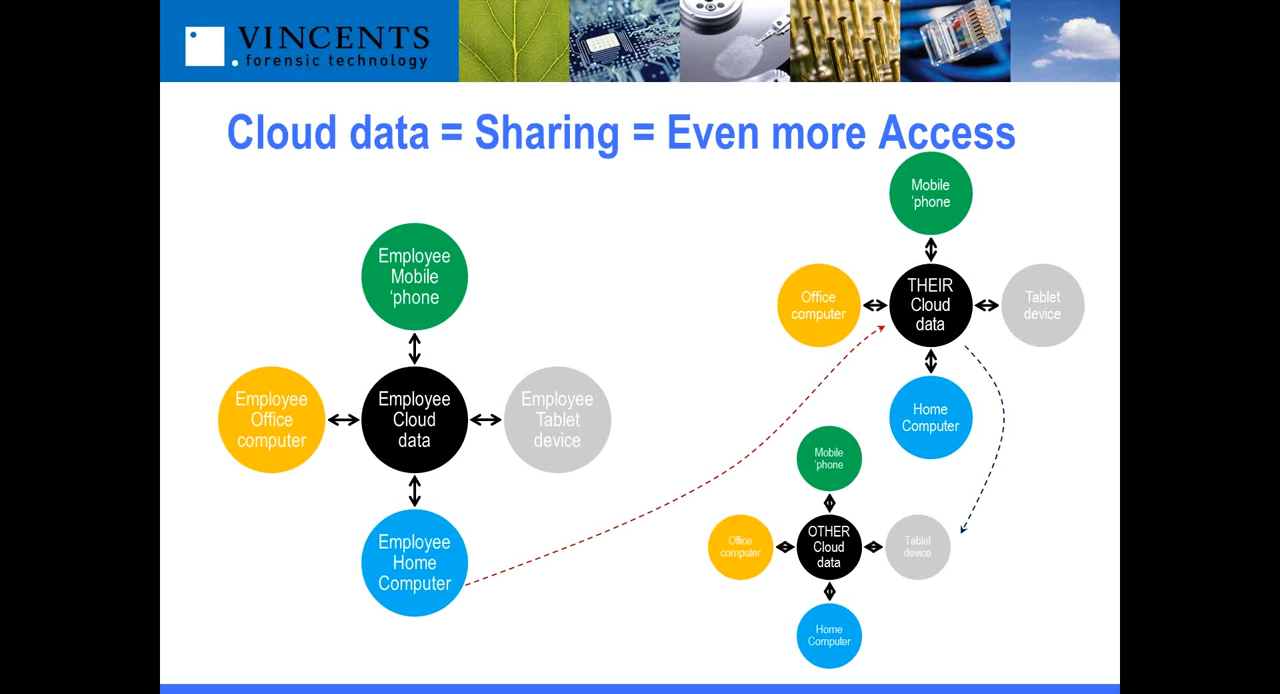 VINCENTS
forensic technology
Cloud data = Sharing = Even more Access
Employee
Mobile
‘phone
Employee
Office
computer
Employee
Cloud
data
Employee
Tablet
device
Employee
Home
Computer
Mobile
‘phone
Office
computer
THEIR
Cloud
data
Tablet
device
Home
Computer
Mobile
‘phone
Office
computer
OTHER
Cloud
data
Tablet
device
Home
Computer